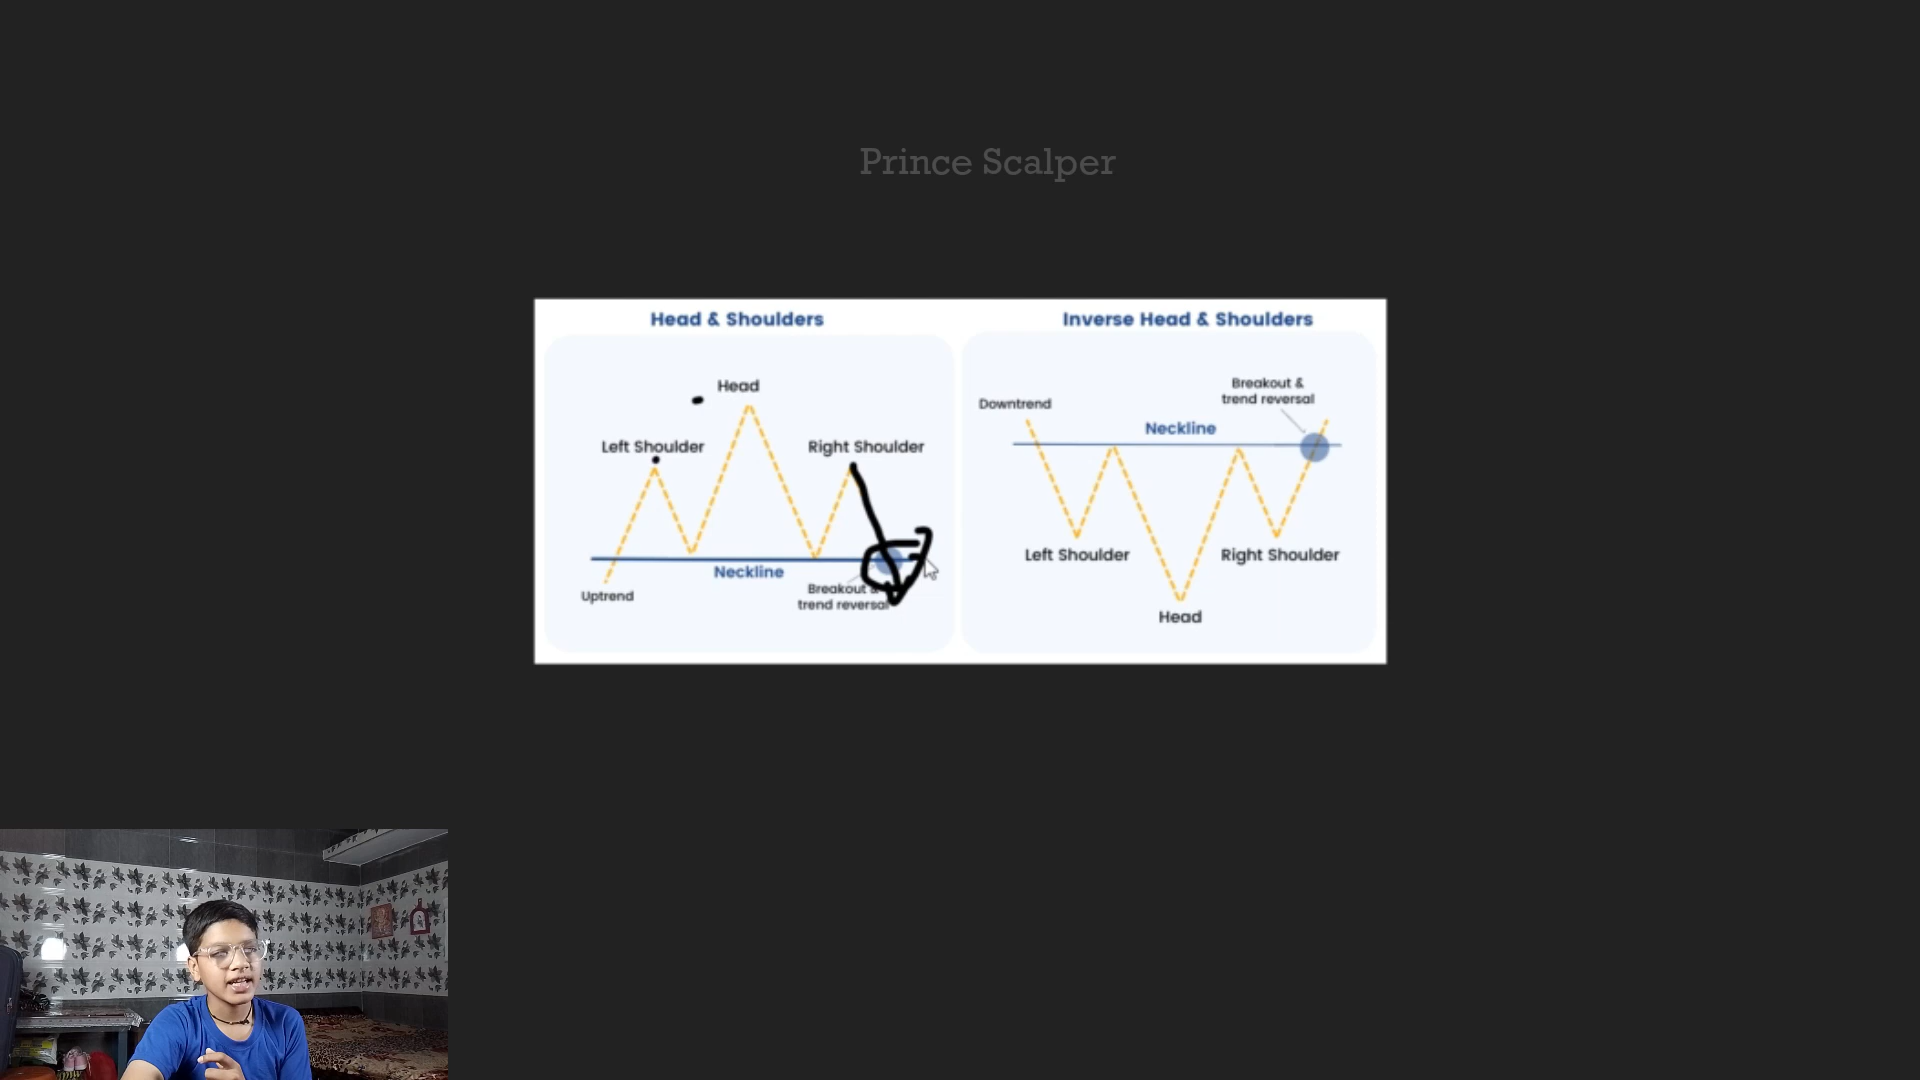 Prince Scalper
Head & Shoulders
Head
Left Shoulder
Right Shoulder
Neckline
Uptrend
Breakout &
trend reversal
Inverse Head & Shoulders
Downtrend
Breakout &
trend reversal
Neckline
Left Shoulder
Right Shoulder
Head